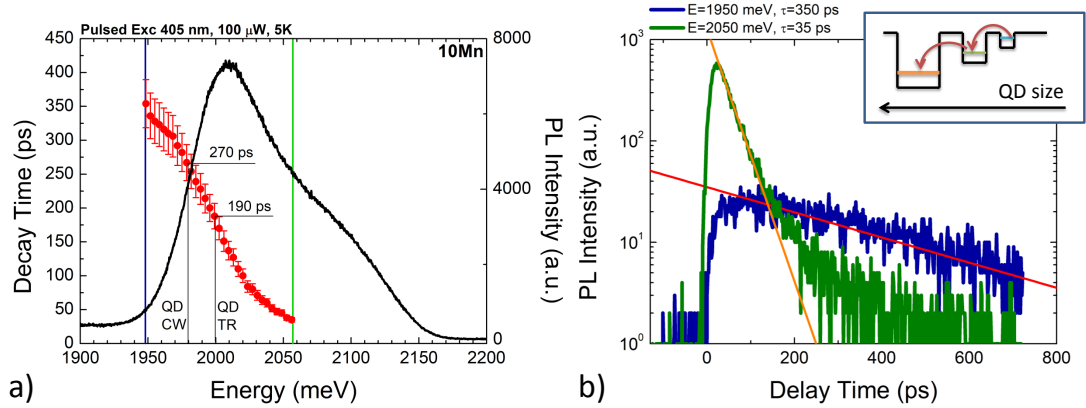 Pulsed Exc 405 nm, 100 μW, 5K
10Mn
Decay Time (ps)
450
400
350
300
250
200
150
100
50
0
270 ps
190 ps
QD CW
QD TR
8000
4000
0
PL Intensity (a.u.)
1900 1950 2000 2050 2100 2150 2200
Energy (meV)
a)
E=1950 meV, τ=350 ps
E=2050 meV, τ=35 ps
PL Intensity (a.u.)
10³
10²
10¹
10⁰
0 200 400 600 800
Delay Time (ps)
b)
QD size